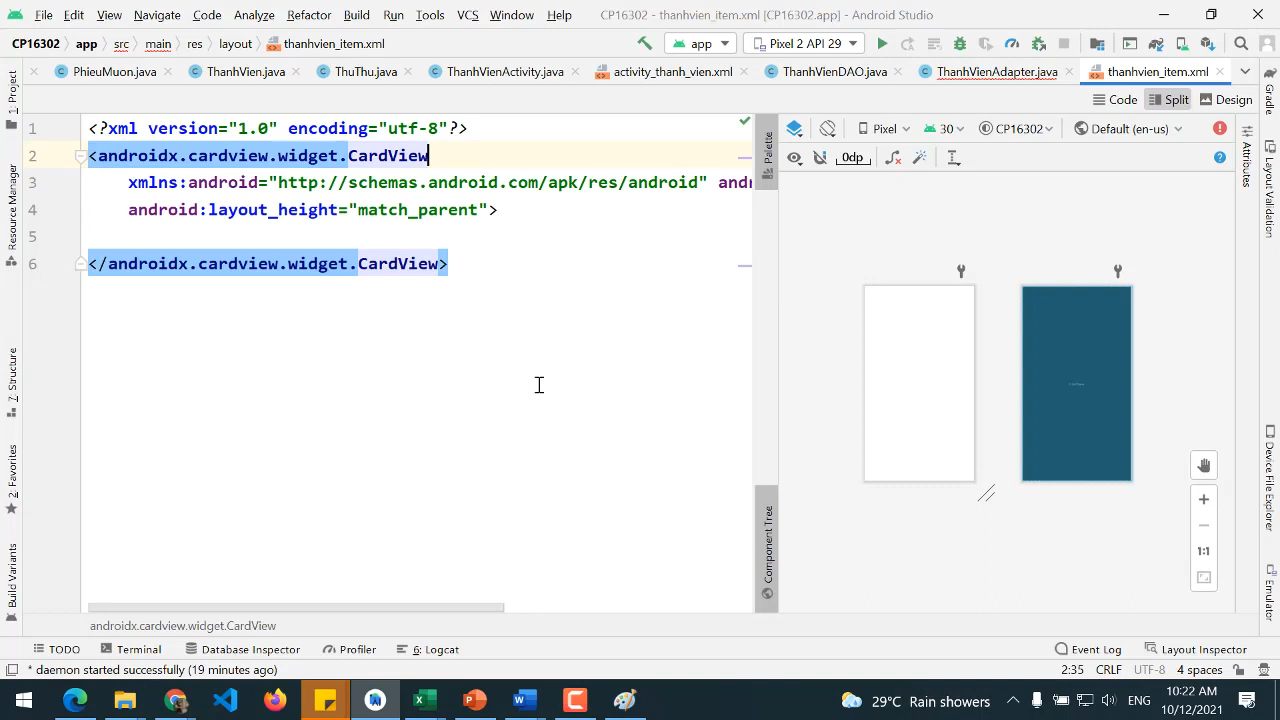 File Edit View Navigate Code Analyze Refactor Build Run Tools VCS Window Help CP16302 - thanhvien_item.xml [CP16302.app] - Android Studio
CP16302 app src main res layout thanhvien_item.xml app Pixel 2 API 29
PhieuMuon.java ThanhVien.java ThuThu.java ThanhVienActivity.java activity_thanh_vien.xml ThanhVienDAO.java ThanhVienAdapter.java thanhvien_item.xml
Code Split Design
1 <?xml version="1.0" encoding="utf-8"?>
2 <androidx.cardview.widget.CardView
3 xmlns:android="http://schemas.android.com/apk/res/android" andr
4 android:layout_height="match_parent">
5
6 </androidx.cardview.widget.CardView>
Pixel 30 CP16302 Default (en-us)
0dp
1:1
1: Project
Resource Manager
Z: Structure
2: Favorites
Build Variants
Palette
Component Tree
Attributes
Gradle
Layout Validation
Device File Explorer
Emulator
androidx.cardview.widget.CardView
TODO Terminal Database Inspector Profiler 6: Logcat Event Log Layout Inspector
* daemon started successfully (19 minutes ago) 2:35 CRLF UTF-8 4 spaces
29°C Rain showers ENG 10:22 AM
10/12/2021